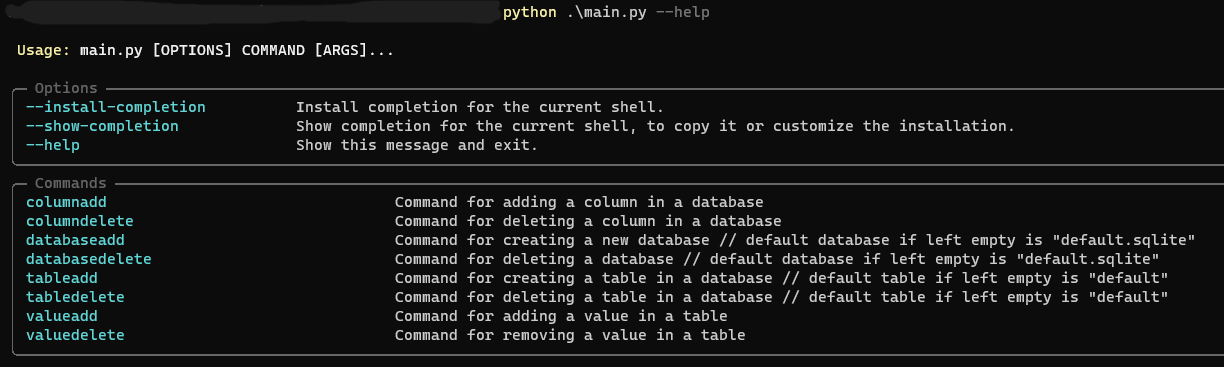 python .\main.py --help
Usage: main.py [OPTIONS] COMMAND [ARGS]...
Options
--install-completion Install completion for the current shell.
--show-completion Show completion for the current shell, to copy it or customize the installation.
--help Show this message and exit.
Commands
columnadd Command for adding a column in a database
columndelete Command for deleting a column in a database
databaseadd Command for creating a new database // default database if left empty is "default.sqlite"
databasedelete Command for deleting a database // default database if left empty is "default.sqlite"
tableadd Command for creating a table in a database // default table if left empty is "default"
tabledelete Command for deleting a table in a database // default table if left empty is "default"
valueadd Command for adding a value in a table
valuedelete Command for removing a value in a table